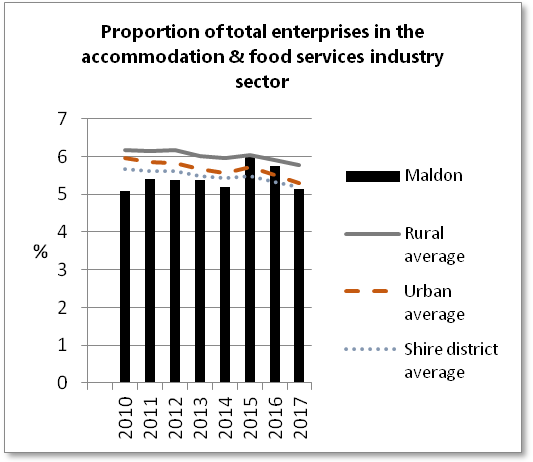 Proportion of total enterprises in the
accommodation & food services industry
sector
7
6
5
4
3
2
1
0
%
2010
2011
2012
2013
2014
2015
2016
2017
Maldon
Rural
average
Urban
average
Shire district
average